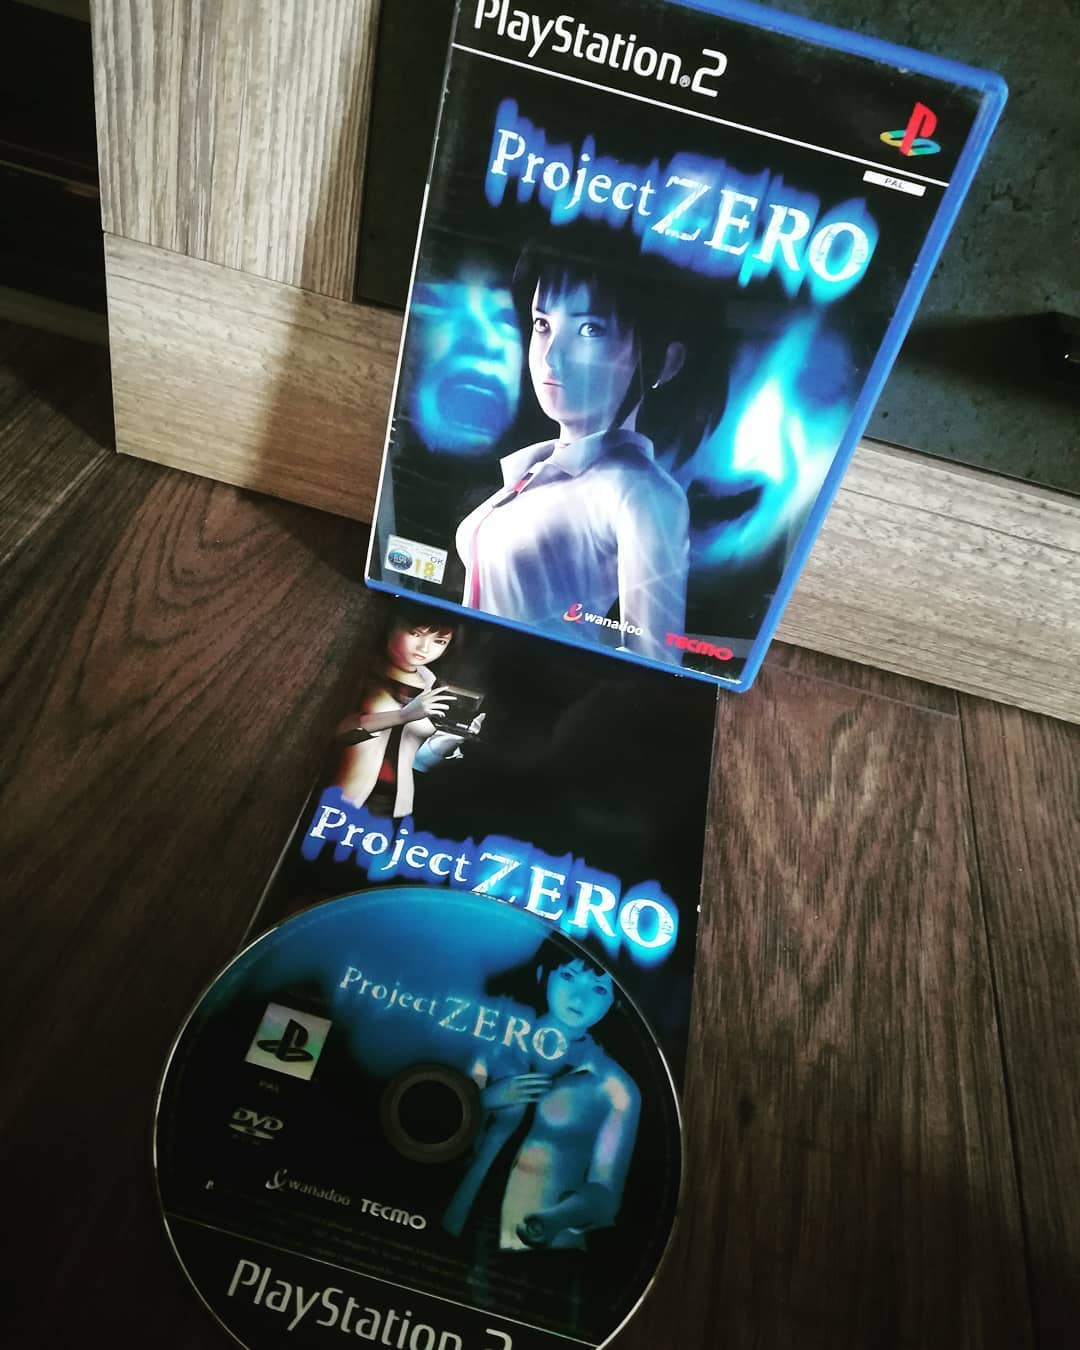 PlayStation®2
PAL
Project ZERO
18
wanadoo
TECMO
Project ZERO
Project ZERO
PAL
DVD
wanadoo TECMO
PlayStation 2